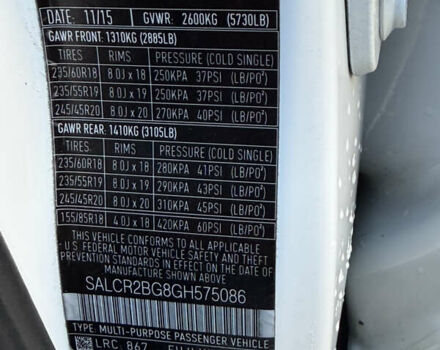 DATE: 11/15 GVWR: 2600KG (5730LB)
GAWR FRONT: 1310KG (2885LB)
TIRES RIMS PRESSURE (COLD SINGLE)
235/60R18 8.0J x 18 250KPA 37PSI (LB/PO²)
235/55R19 8.0J x 19 250KPA 37PSI (LB/PO²)
245/45R20 8.0J x 20 270KPA 40PSI (LB/PO²)
GAWR REAR: 1410KG (3105LB)
TIRES RIMS PRESSURE (COLD SINGLE)
235/60R18 8.0J x 18 280KPA 41PSI (LB/PO²)
235/55R19 8.0J x 19 290KPA 43PSI (LB/PO²)
245/45R20 8.0J x 20 310KPA 45PSI (LB/PO²)
155/85R18 4.0J x 18 420KPA 60PSI (LB/PO²)
THIS VEHICLE CONFORMS TO ALL APPLICABLE
U.S FEDERAL MOTOR VEHICLE SAFETY AND THEFT
PREVENTION STANDARDS IN EFFECT ON THE DATE OF
MANUFACTURE SHOWN ABOVE
SALCR2BG8GH575086
TYPE: MULTI-PURPOSE PASSENGER VEHICLE
LRC: 867